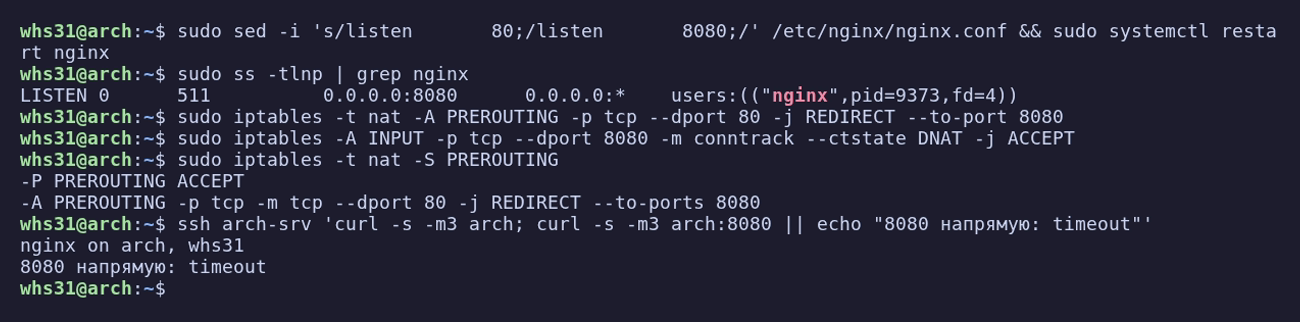 whs31@arch:~$ sudo sed -i 's/listen       80;/listen       8080;/' /etc/nginx/nginx.conf && sudo systemctl resta
rt nginx
whs31@arch:~$ sudo ss -tlnp | grep nginx
LISTEN 0      511          0.0.0.0:8080      0.0.0.0:*    users:(("nginx",pid=9373,fd=4))
whs31@arch:~$ sudo iptables -t nat -A PREROUTING -p tcp --dport 80 -j REDIRECT --to-port 8080
whs31@arch:~$ sudo iptables -A INPUT -p tcp --dport 8080 -m conntrack --ctstate DNAT -j ACCEPT
whs31@arch:~$ sudo iptables -t nat -S PREROUTING
-P PREROUTING ACCEPT
-A PREROUTING -p tcp -m tcp --dport 80 -j REDIRECT --to-ports 8080
whs31@arch:~$ ssh arch-srv 'curl -s -m3 arch; curl -s -m3 arch:8080 || echo "8080 напрямую: timeout"'
nginx on arch, whs31
8080 напрямую: timeout
whs31@arch:~$